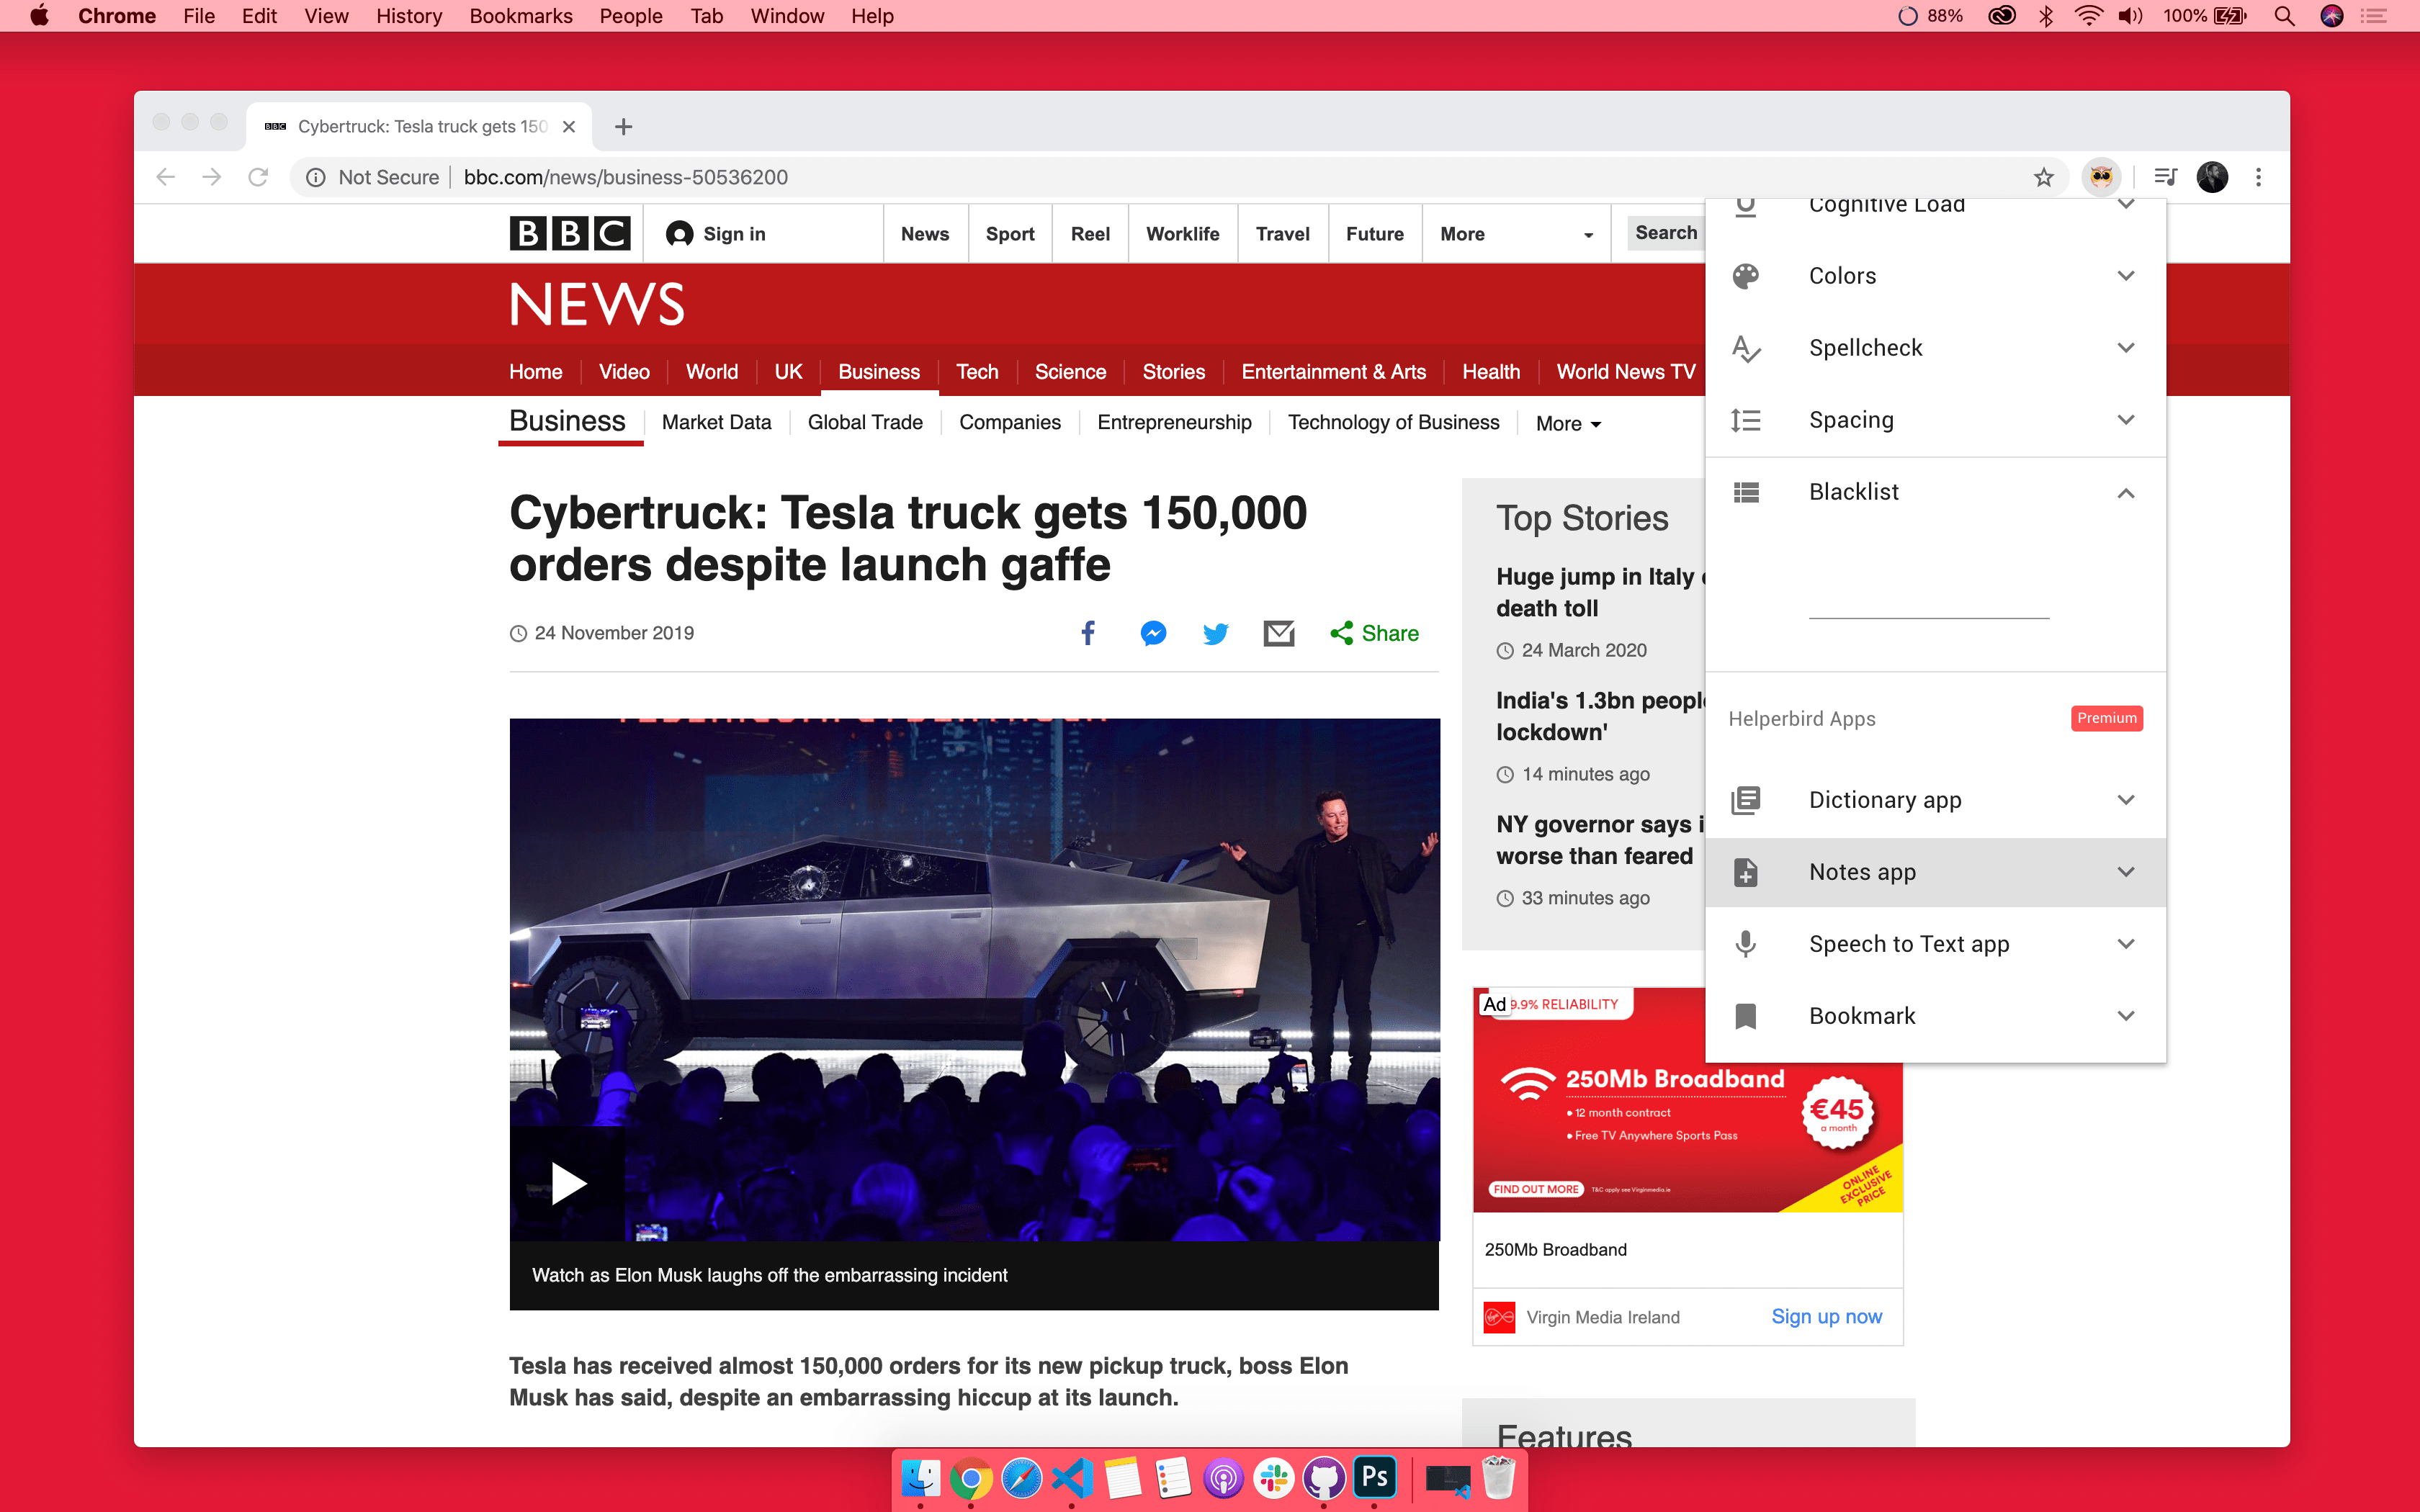 Chrome File Edit View History Bookmarks People Tab Window Help
88% 100%
BBC Cybertruck: Tesla truck gets 150
Not Secure bbc.com/news/business-50536200
BBC Sign in News Sport Reel Worklife Travel Future More Search
NEWS
Home Video World UK Business Tech Science Stories Entertainment & Arts Health World News TV
Business Market Data Global Trade Companies Entrepreneurship Technology of Business More
Cybertruck: Tesla truck gets 150,000
orders despite launch gaffe
24 November 2019
Share
Watch as Elon Musk laughs off the embarrassing incident
Tesla has received almost 150,000 orders for its new pickup truck, boss Elon
Musk has said, despite an embarrassing hiccup at its launch.
Top Stories
Huge jump in Italy
death toll
24 March 2020
India's 1.3bn people
lockdown'
14 minutes ago
NY governor says
worse than feared
33 minutes ago
Ad 9.9% RELIABILITY
250Mb Broadband
• 12 month contract
• Free TV Anywhere Sports Pass
€45
a month
FIND OUT MORE T&C apply see Virginmedia.ie
ONLINE
EXCLUSIVE
PRICE
250Mb Broadband
Virgin Media Ireland Sign up now
Features
Cognitive Load
Colors
Spellcheck
Spacing
Blacklist
Helperbird Apps Premium
Dictionary app
Notes app
Speech to Text app
Bookmark
Ps